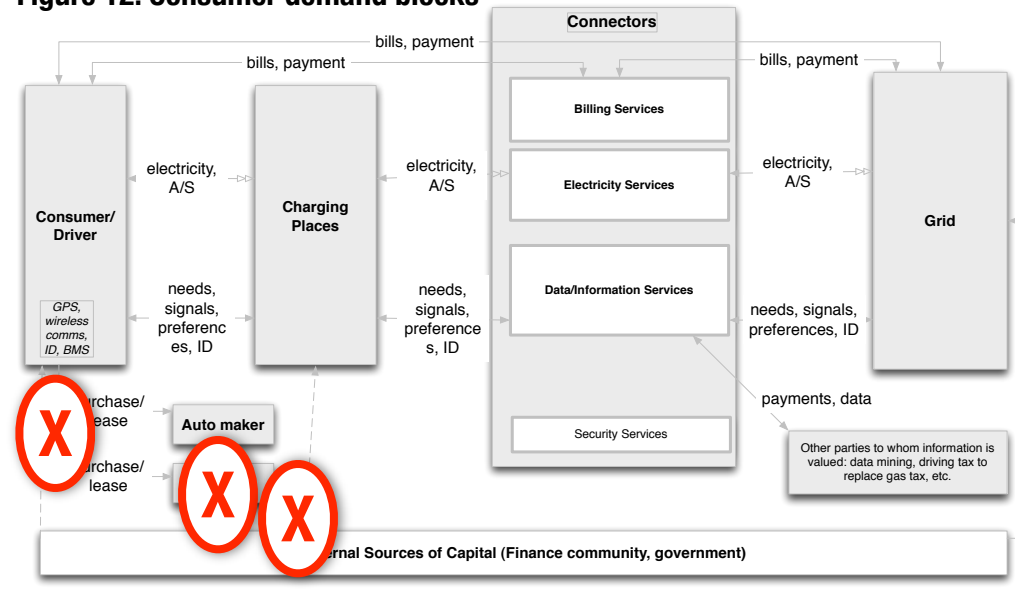 Figure 12. Consumer demand blocks
Connectors
bills, payment
bills, payment
bills, payment
Billing Services
electricity,
A/S
electricity,
A/S
Electricity Services
electricity,
A/S
Consumer/
Driver
Charging
Places
Grid
GPS,
wireless
comms,
ID, BMS
needs,
signals,
preferenc
es, ID
needs,
signals,
preference
s, ID
Data/Information Services
needs, signals,
preferences, ID
payments, data
X
rchase/
ease
Auto maker
Security Services
Other parties to whom information is
valued: data mining, driving tax to
replace gas tax, etc.
urchase/
lease
X
X
rnal Sources of Capital (Finance community, government)